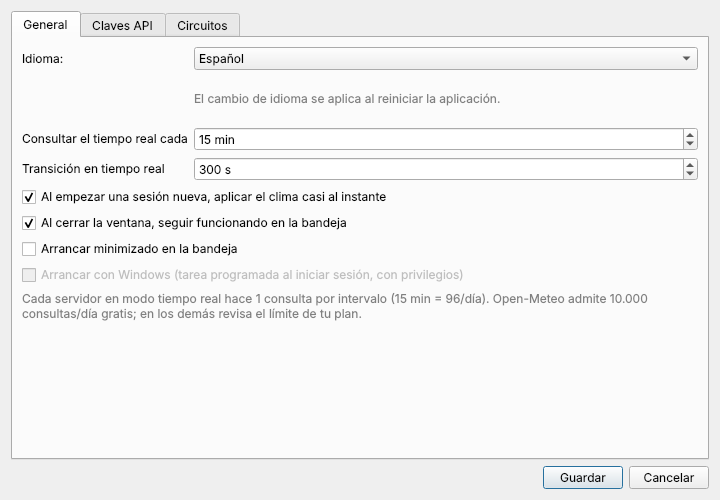 General
Claves API
Circuitos
Idioma:
Español
El cambio de idioma se aplica al reiniciar la aplicación.
Consultar el tiempo real cada
15 min
Transición en tiempo real
300 s
Al empezar una sesión nueva, aplicar el clima casi al instante
Al cerrar la ventana, seguir funcionando en la bandeja
Arrancar minimizado en la bandeja
Arrancar con Windows (tarea programada al iniciar sesión, con privilegios)
Cada servidor en modo tiempo real hace 1 consulta por intervalo (15 min = 96/día). Open-Meteo admite 10.000
consultas/día gratis; en los demás revisa el límite de tu plan.
Guardar
Cancelar